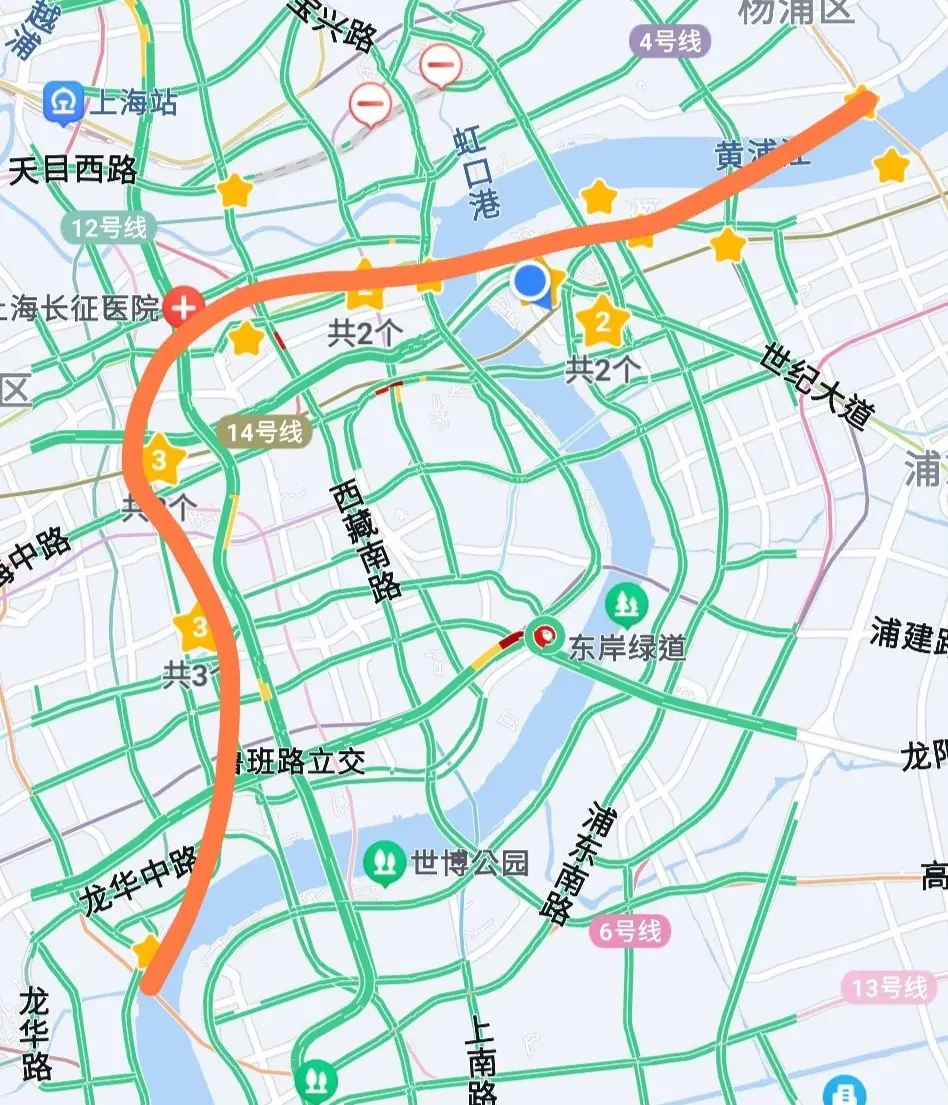 杨浦区
宝兴路
越
浦
4号线
上海站
虹口港
黄浦江
天目西路
12号线
上海长征医院
共2个
2
共2个
世纪大道
区
14号线
浦
3
共3个
西藏南路
海中路
3
共3个
东岸绿道
浦建路
鲁班路立交
龙阳
浦东南路
龙华中路
世博公园
高
6号线
13号线
龙华路
上南路